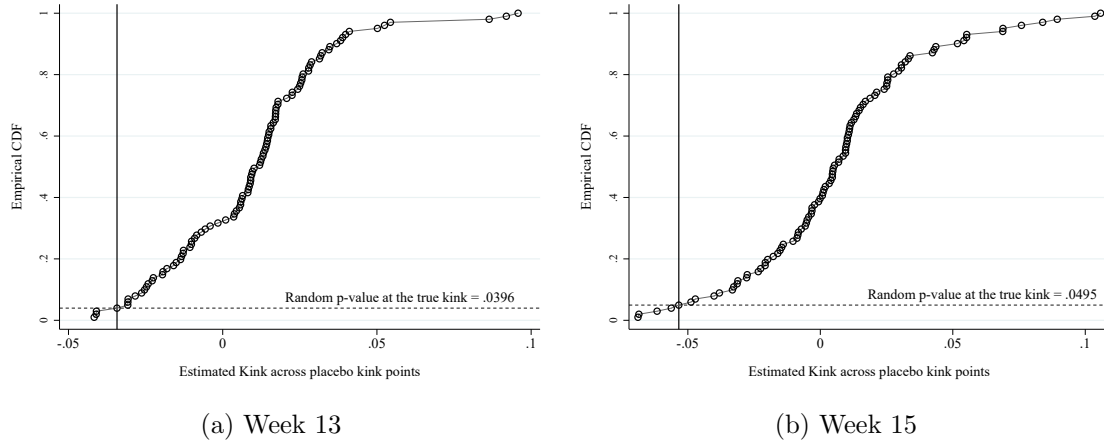 1
.8
.6
.4
.2
0
Empirical CDF
Random p-value at the true kink = .0396
-.05
0
.05
.1
Estimated Kink across placebo kink points
(a) Week 13
1
.8
.6
.4
.2
0
Empirical CDF
Random p-value at the true kink = .0495
-.05
0
.05
.1
Estimated Kink across placebo kink points
(b) Week 15